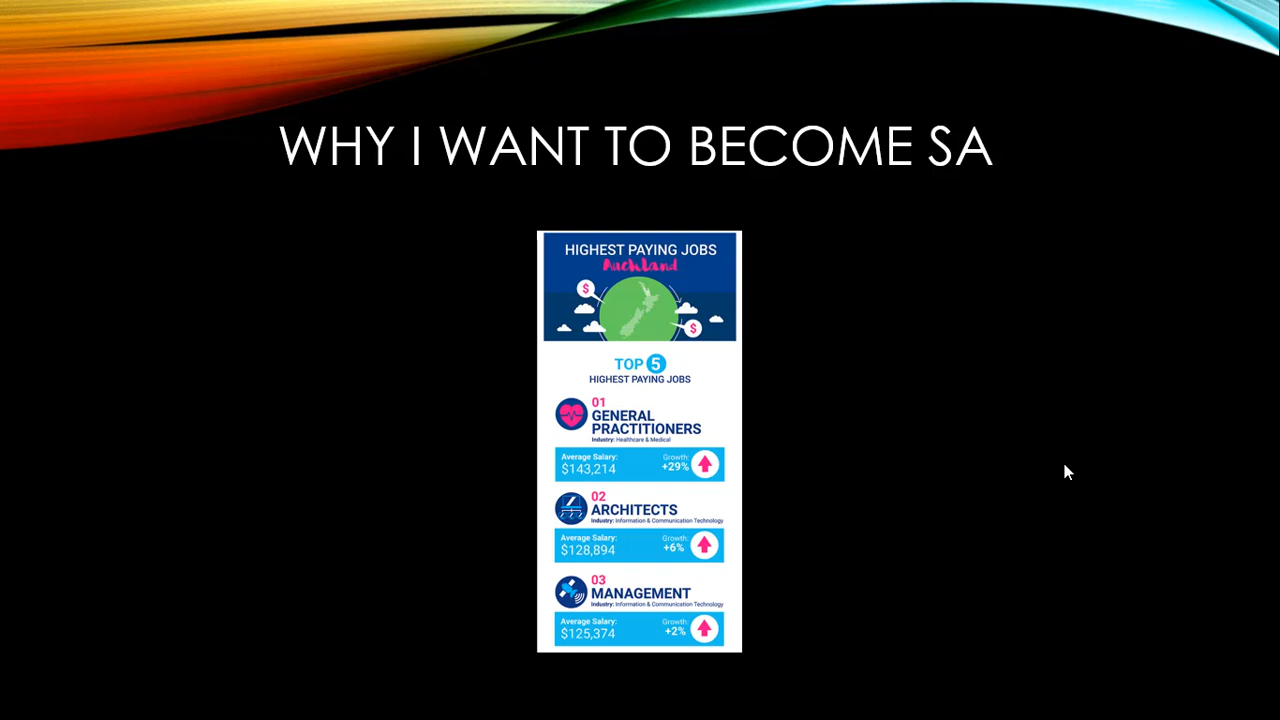 WHY I WANT TO BECOME SA
HIGHEST PAYING JOBS
Auckland
$
$
TOP 5
HIGHEST PAYING JOBS
01
GENERAL
PRACTITIONERS
Industry: Healthcare & Medical
Average Salary:
$143,214
Growth:
+29%
02
ARCHITECTS
Industry: Information & Communication Technology
Average Salary:
$128,894
Growth:
+6%
03
MANAGEMENT
Industry: Information & Communication Technology
Average Salary:
$125,374
Growth:
+2%